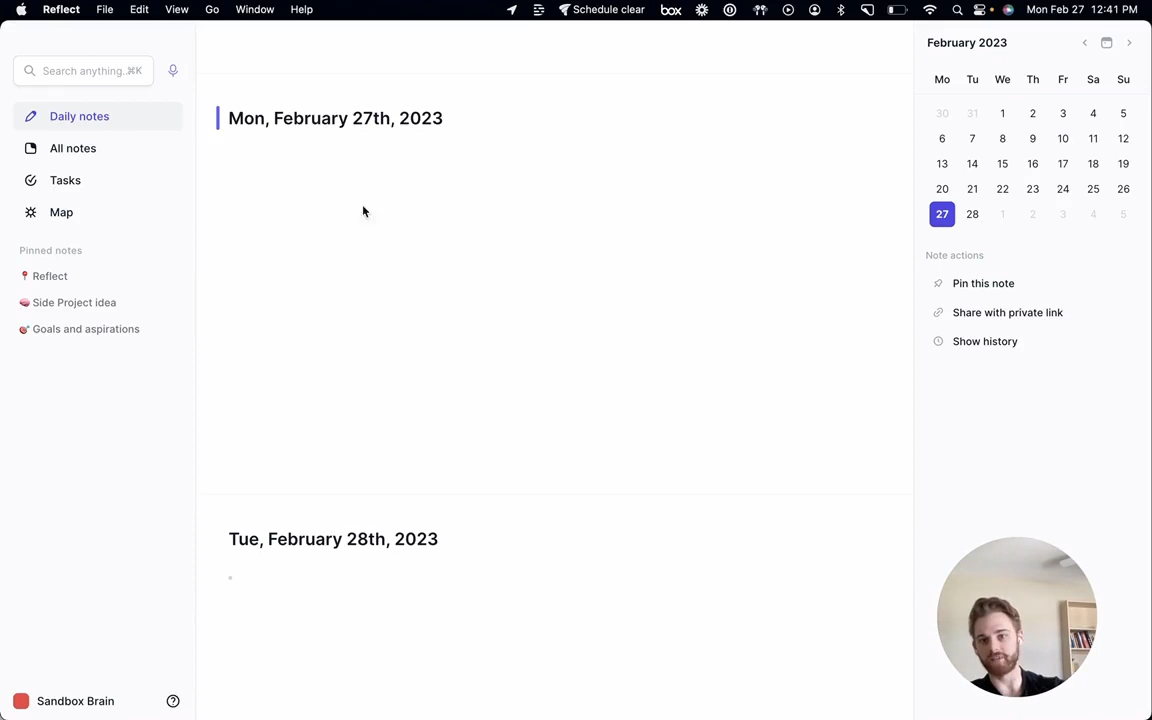 Reflect File Edit View Go Window Help Schedule clear box Mon Feb 27 12:41 PM
Search anything... ⌘K
Daily notes
All notes
Tasks
Map
Pinned notes
Reflect
Side Project idea
Goals and aspirations
Sandbox Brain
Mon, February 27th, 2023
Tue, February 28th, 2023
February 2023
Mo Tu We Th Fr Sa Su
30 31 1 2 3 4 5
6 7 8 9 10 11 12
13 14 15 16 17 18 19
20 21 22 23 24 25 26
27 28 1 2 3 4 5
Note actions
Pin this note
Share with private link
Show history